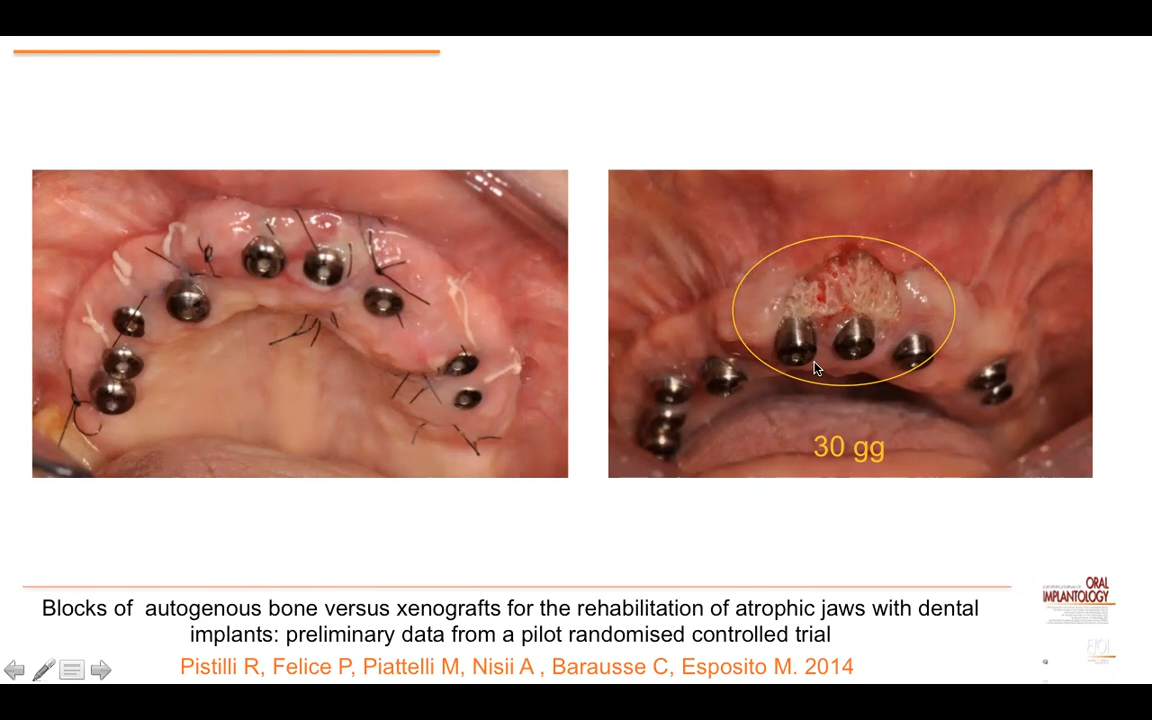 30 gg
Blocks of autogenous bone versus xenografts for the rehabilitation of atrophic jaws with dental
implants: preliminary data from a pilot randomised controlled trial
Pistilli R, Felice P, Piattelli M, Nisii A , Barausse C, Esposito M. 2014
ORAL
IMPLANTOLOGY